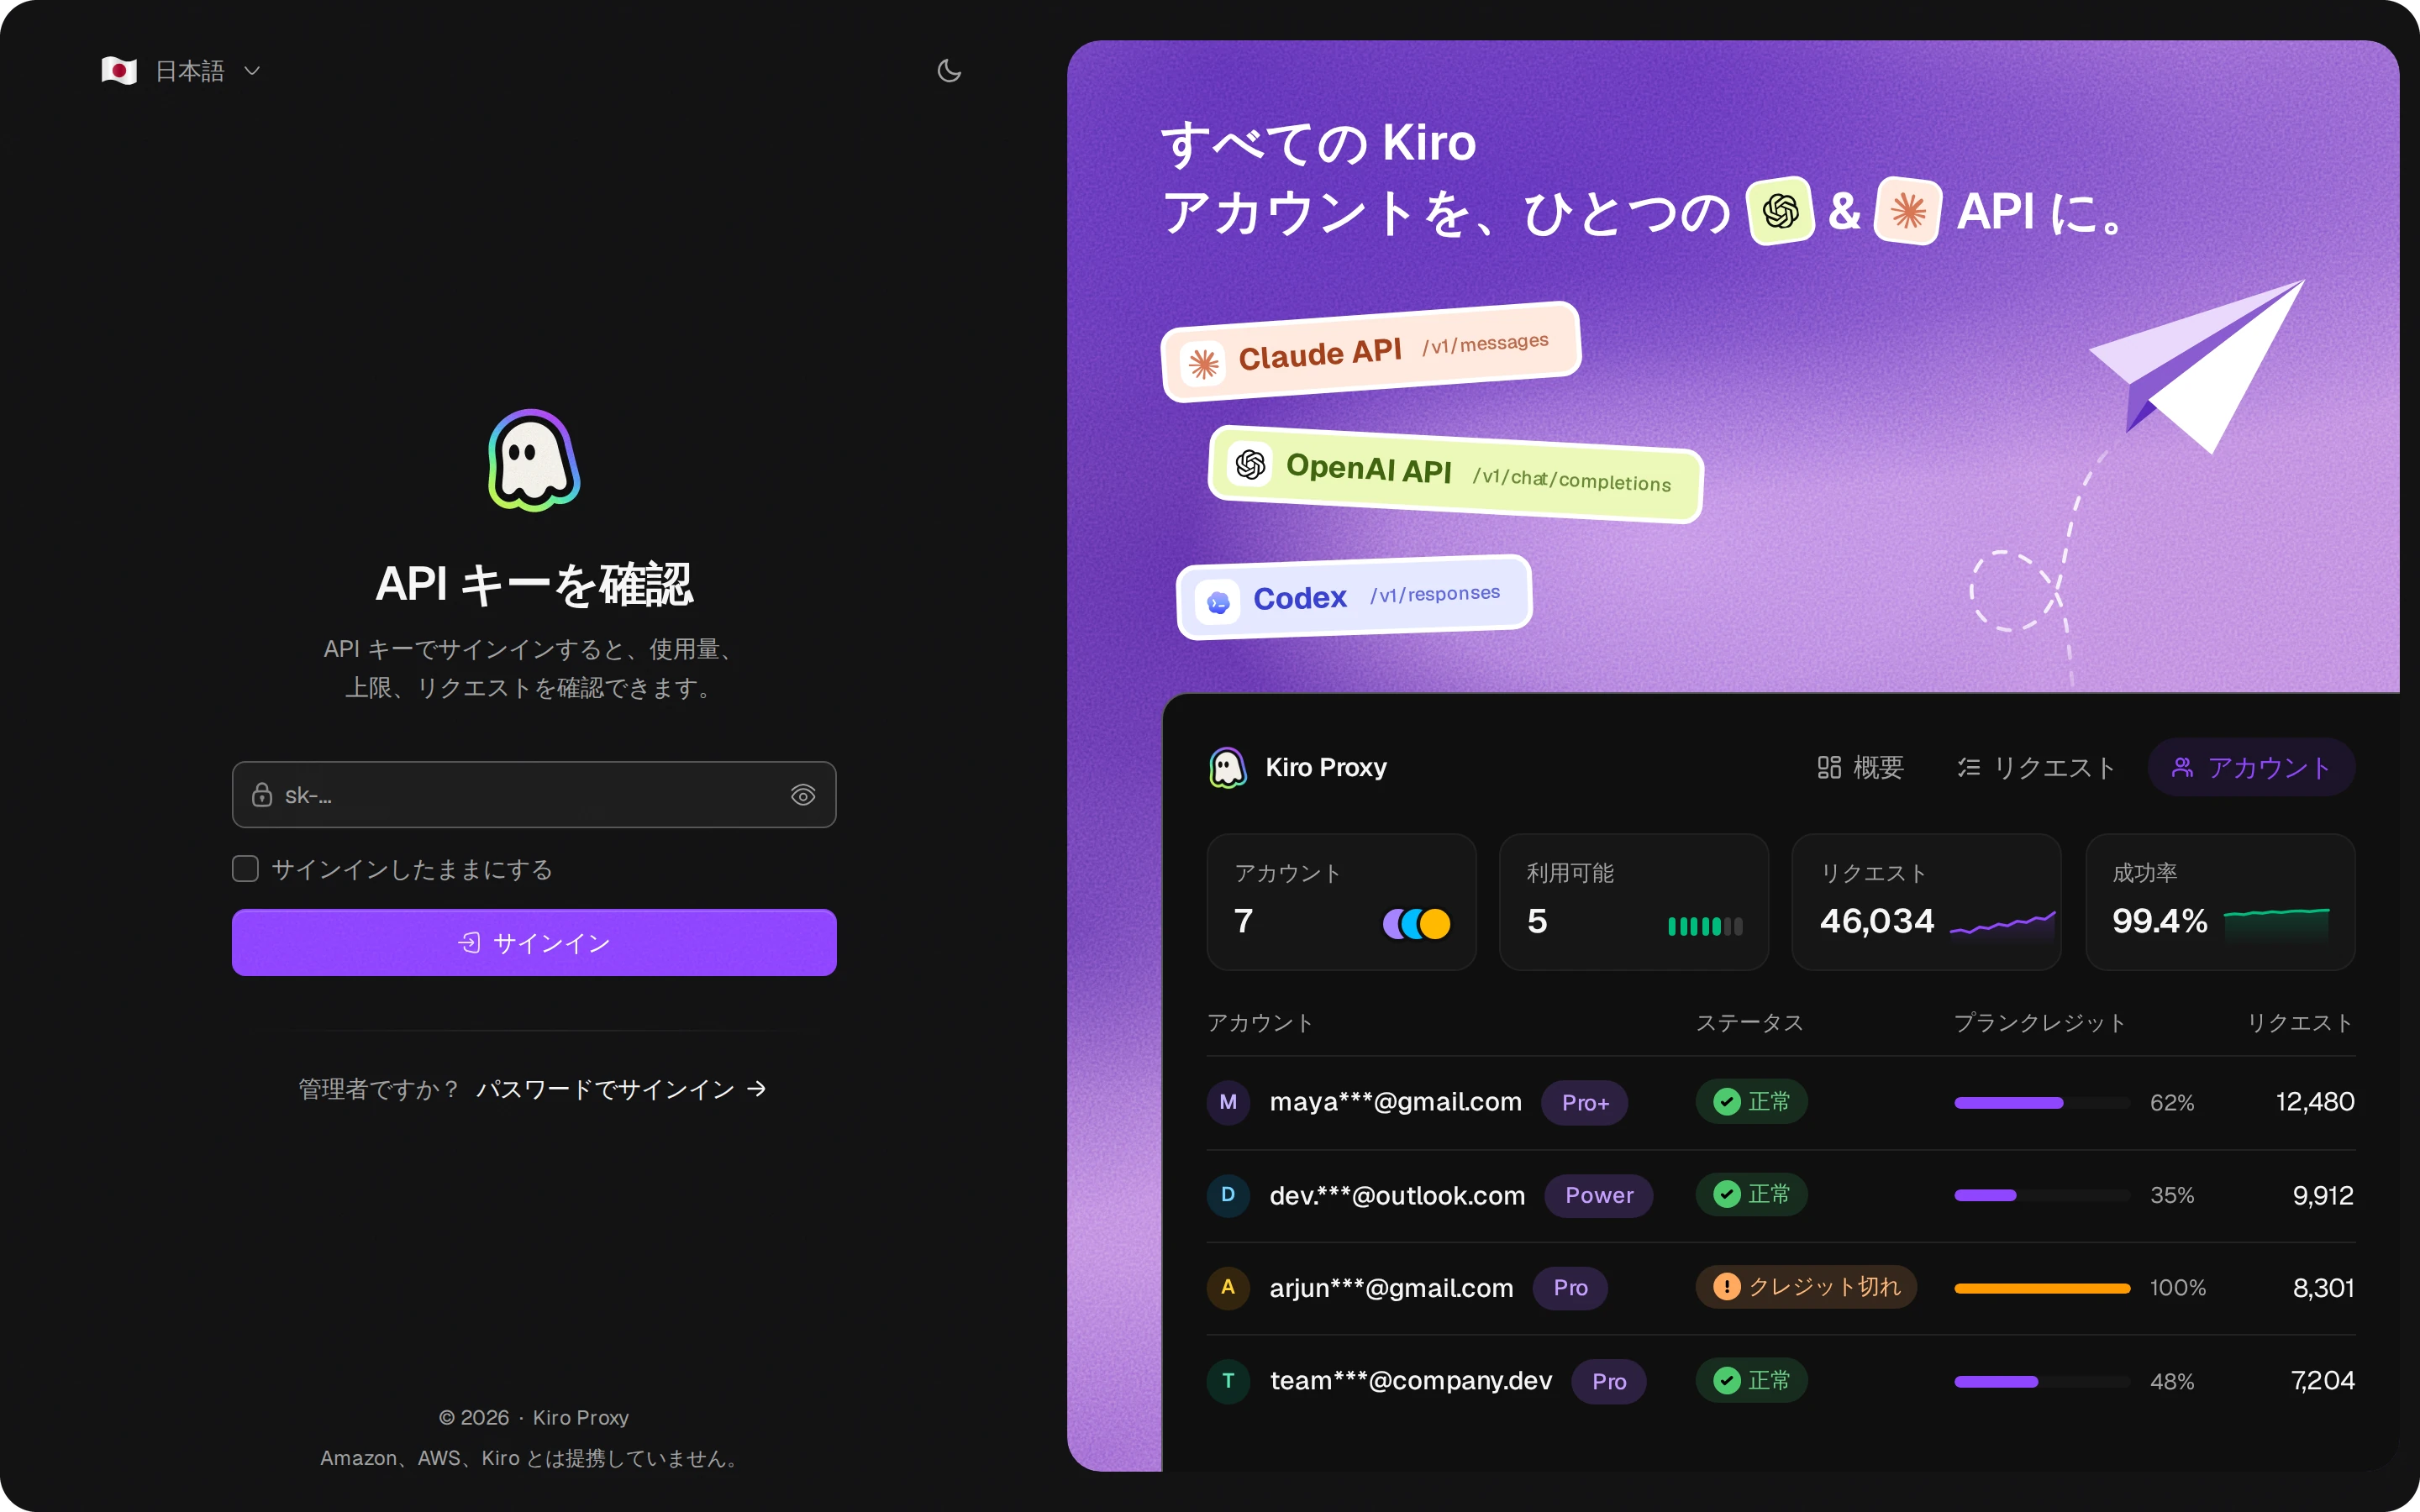 日本語
API キーを確認
API キーでサインインすると、使用量、
上限、リクエストを確認できます。
sk-...
サインインしたままにする
サインイン
管理者ですか？ パスワードでサインイン →
© 2026 · Kiro Proxy
Amazon、AWS、Kiro とは提携していません。
すべての Kiro
アカウントを、ひとつの & API に。
Claude API /v1/messages
OpenAI API /v1/chat/completions
Codex /v1/responses
Kiro Proxy 概要 リクエスト アカウント
アカウント 利用可能 リクエスト 成功率
7 5 46,034 99.4%
アカウント ステータス プランクレジット リクエスト
M maya***@gmail.com Pro+ 正常 62% 12,480
D dev.***@outlook.com Power 正常 35% 9,912
A arjun***@gmail.com Pro クレジット切れ 100% 8,301
T team***@company.dev Pro 正常 48% 7,204